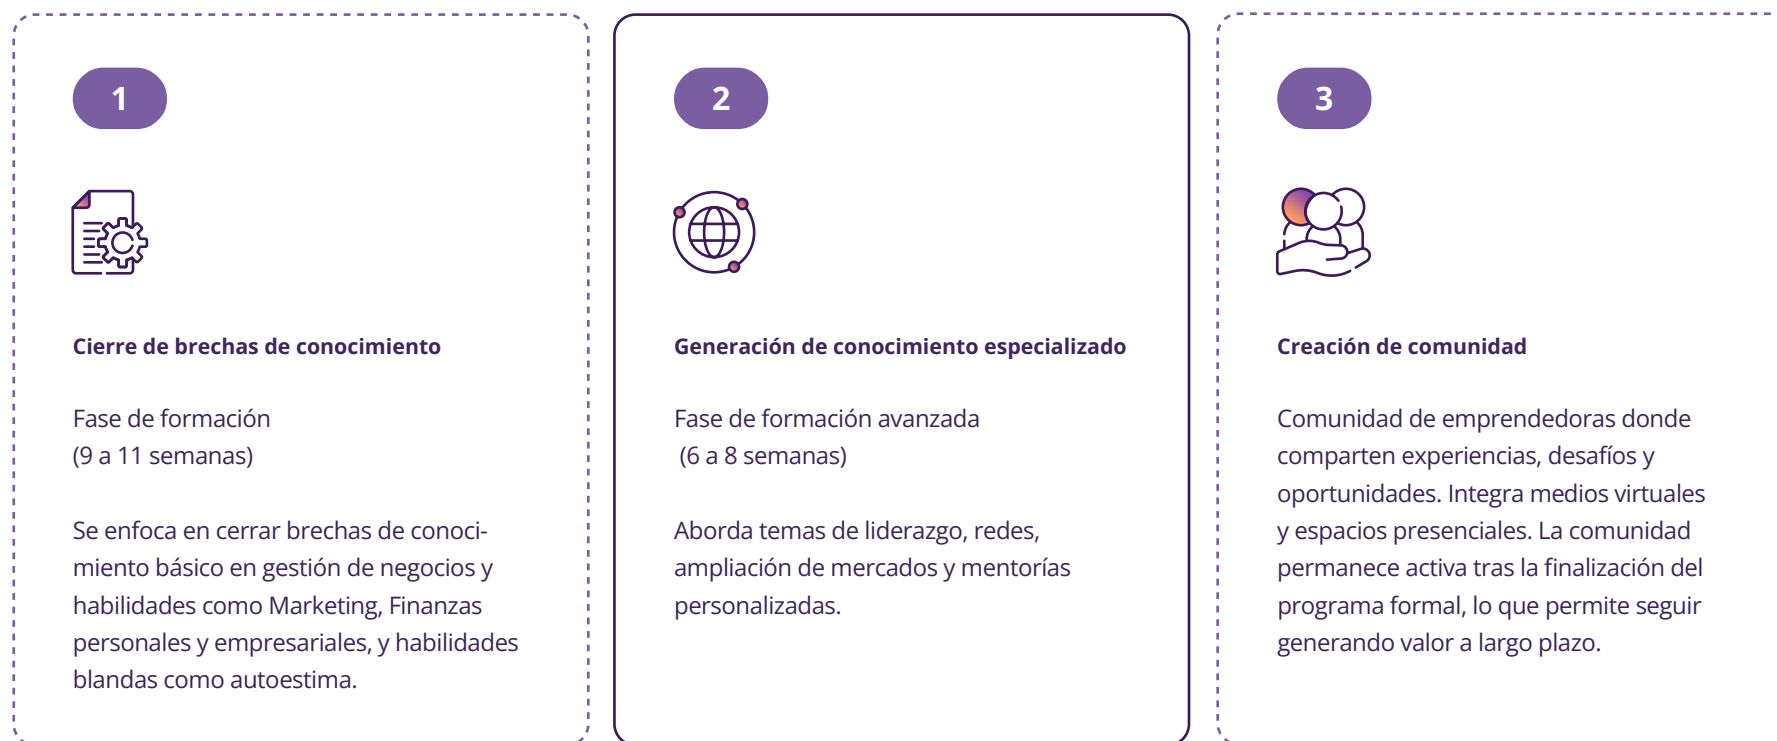 1
Cierre de brechas de conocimiento
Fase de formación
(9 a 11 semanas)
Se enfoca en cerrar brechas de conoci-
miento básico en gestión de negocios y
habilidades como Marketing, Finanzas
personales y empresariales, y habilidades
blandas como autoestima.
2
Generación de conocimiento especializado
Fase de formación avanzada
(6 a 8 semanas)
Aborda temas de liderazgo, redes,
ampliación de mercados y mentorías
personalizadas.
3
Creación de comunidad
Comunidad de emprendedoras donde
comparten experiencias, desafíos y
oportunidades. Integra medios virtuales
y espacios presenciales. La comunidad
permanece activa tras la finalización del
programa formal, lo que permite seguir
generando valor a largo plazo.